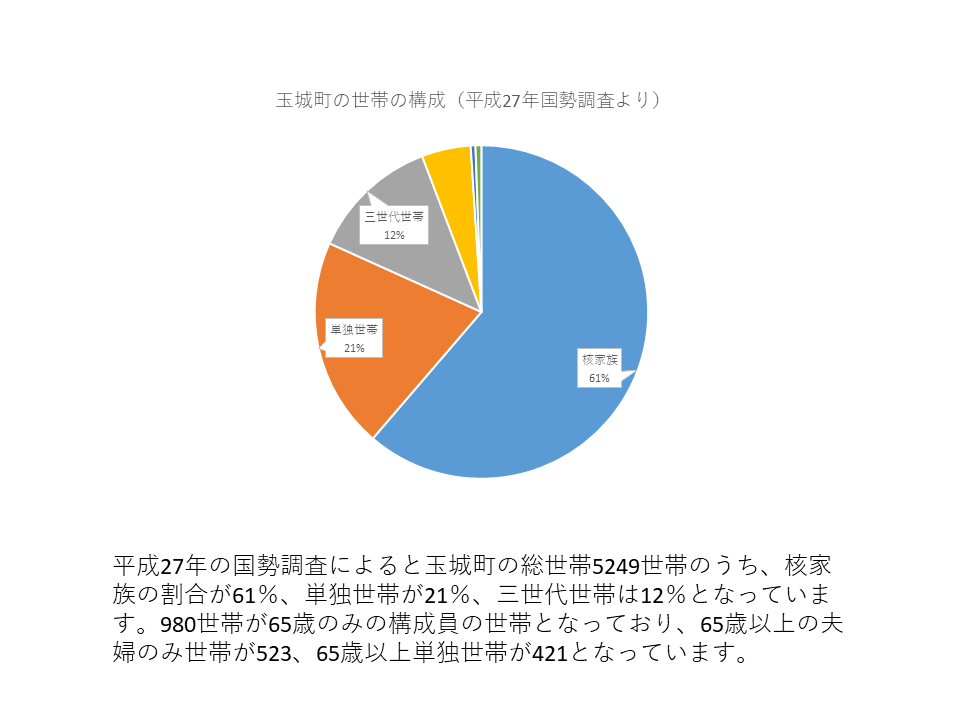 玉城町の世帯の構成（平成27年国勢調査より）
三世代世帯
12%
単独世帯
21%
核家族
61%
平成27年の国勢調査によると玉城町の総世帯5249世帯のうち、核家
族の割合が61％、単独世帯が21％、三世代世帯は12％となっていま
す。980世帯が65歳のみの構成員の世帯となっており、65歳以上の夫
婦のみ世帯が523、65歳以上単独世帯が421となっています。